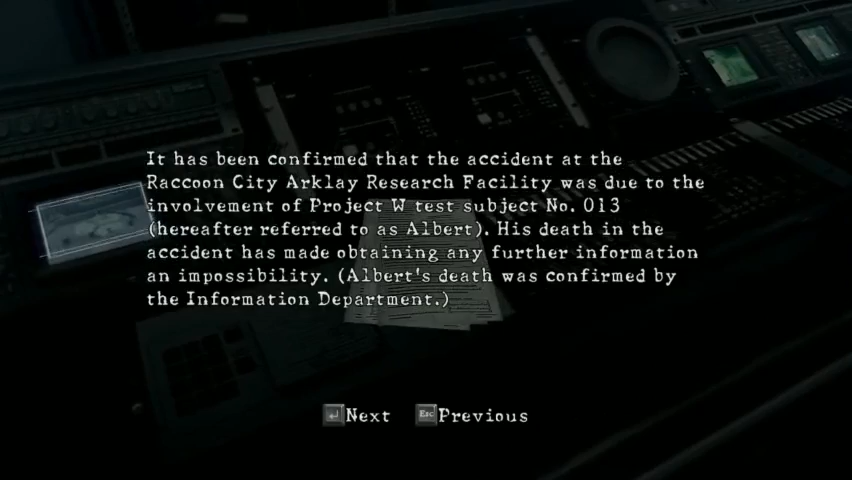 It has been confirmed that the accident at the
Raccoon City Arklay Research Facility was due to the
involvement of Project W test subject No. 013
(hereafter referred to as Albert). His death in the
accident has made obtaining any further information
an impossibility. (Albert's death was confirmed by
the Information Department.)
Next Esc Previous